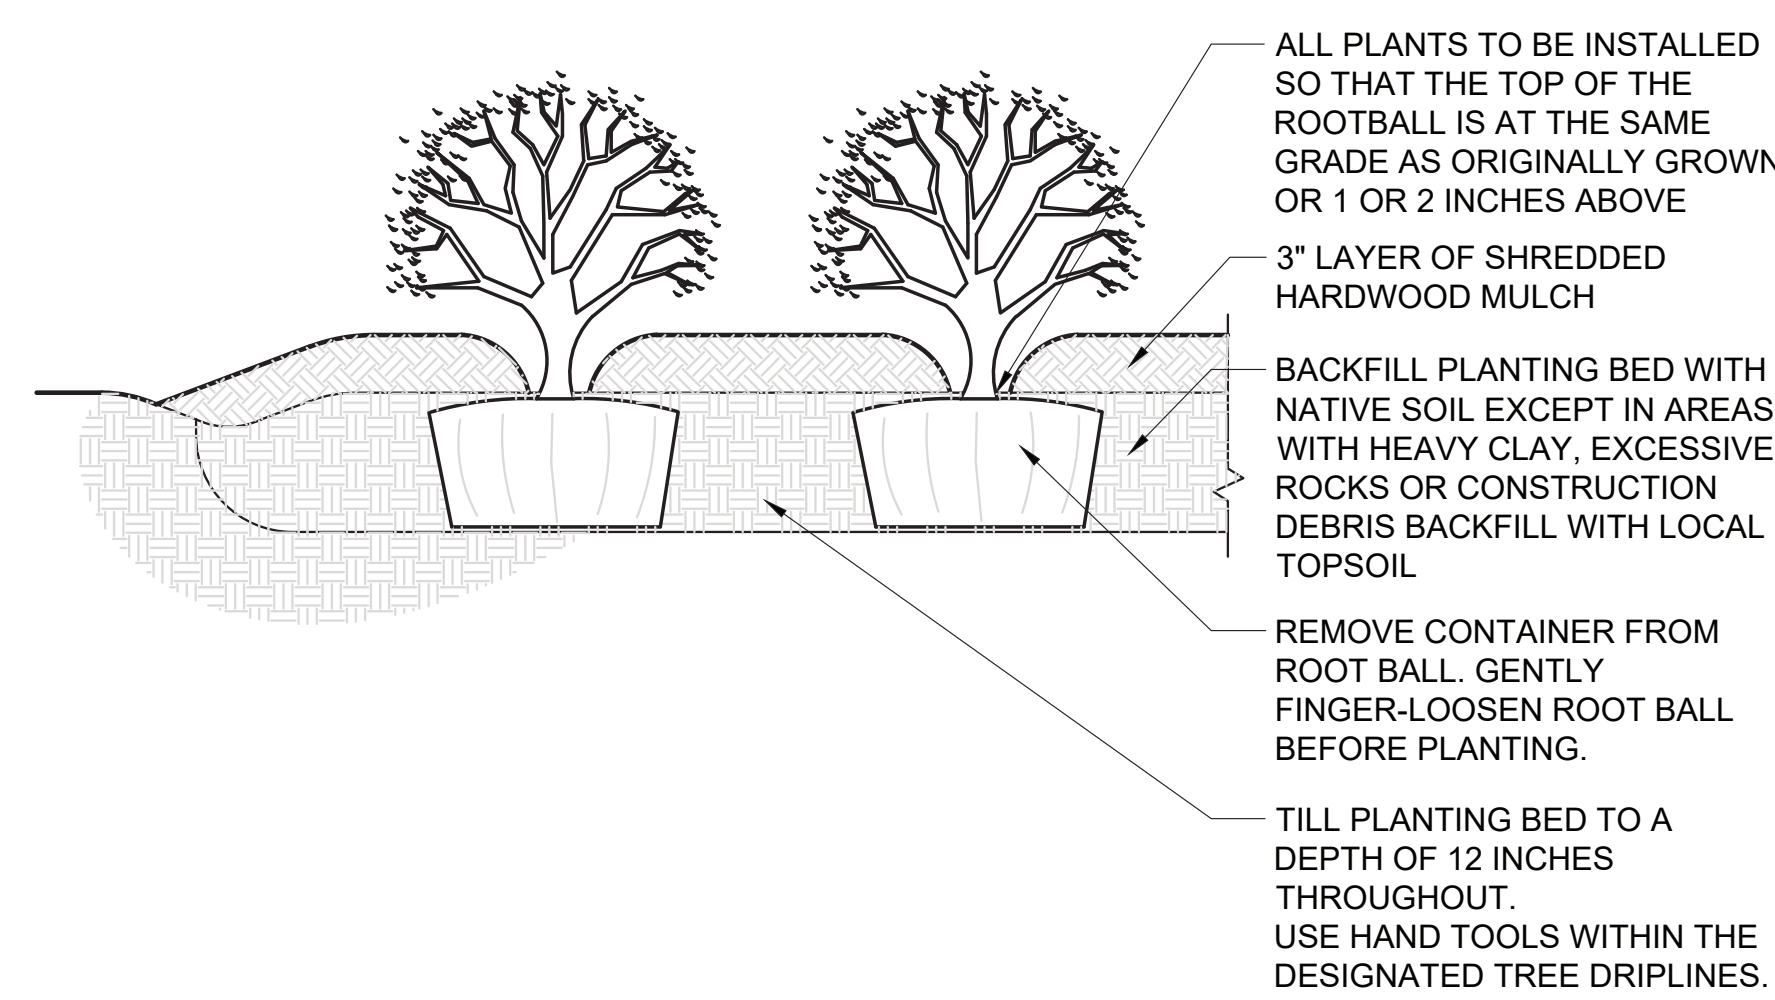 ALL PLANTS TO BE INSTALLED
SO THAT THE TOP OF THE
ROOTBALL IS AT THE SAME
GRADE AS ORIGINALLY GROWN
OR 1 OR 2 INCHES ABOVE
3" LAYER OF SHREDDED
HARDWOOD MULCH
BACKFILL PLANTING BED WITH
NATIVE SOIL EXCEPT IN AREAS
WITH HEAVY CLAY, EXCESSIVE
ROCKS OR CONSTRUCTION
DEBRIS BACKFILL WITH LOCAL
TOPSOIL
REMOVE CONTAINER FROM
ROOT BALL. GENTLY
FINGER-LOOSEN ROOT BALL
BEFORE PLANTING.
TILL PLANTING BED TO A
DEPTH OF 12 INCHES
THROUGHOUT.
USE HAND TOOLS WITHIN THE
DESIGNATED TREE DRIPLINES.